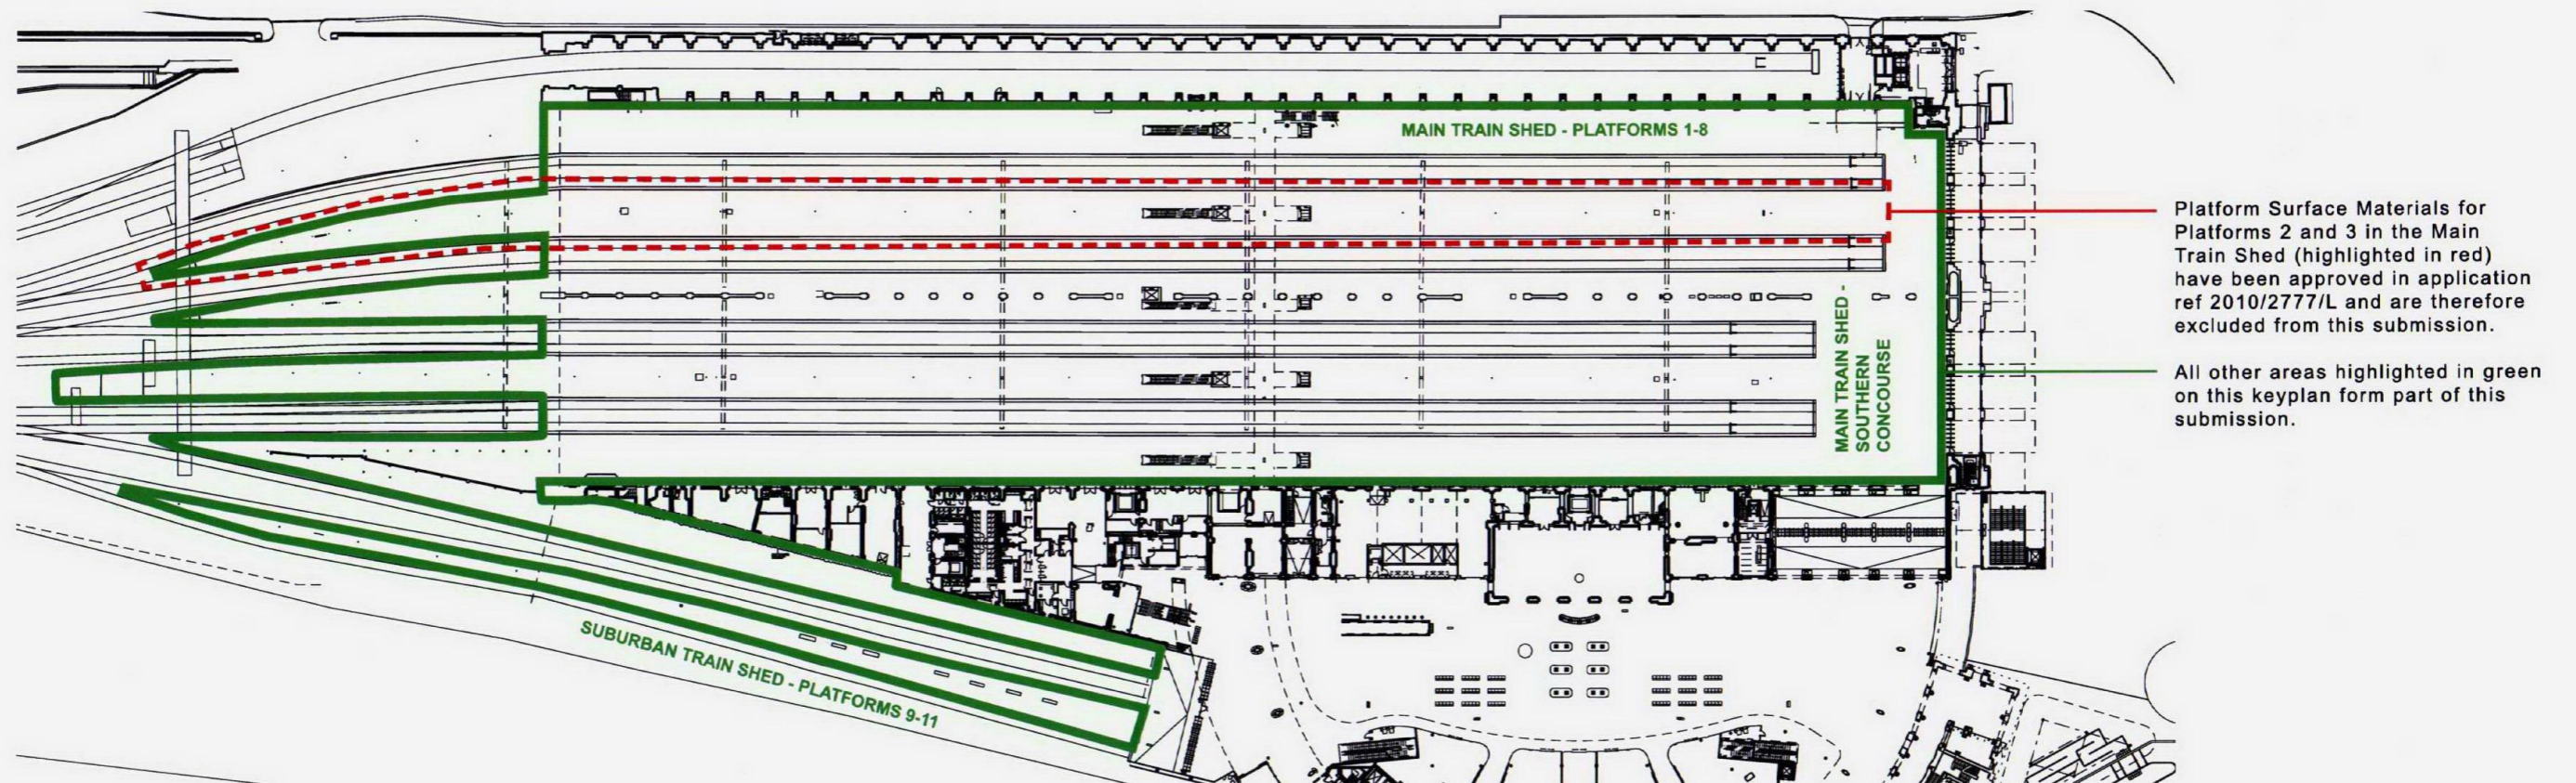 MAIN TRAIN SHED - PLATFORMS 1-8
MAIN TRAIN SHED -
SOUTHERN
CONCOURSE
SUBURBAN TRAIN SHED - PLATFORMS 9-11
Platform Surface Materials for
Platforms 2 and 3 in the Main
Train Shed (highlighted in red)
have been approved in application
ref 2010/2777/L and are therefore
excluded from this submission.
All other areas highlighted in green
on this keyplan form part of this
submission.